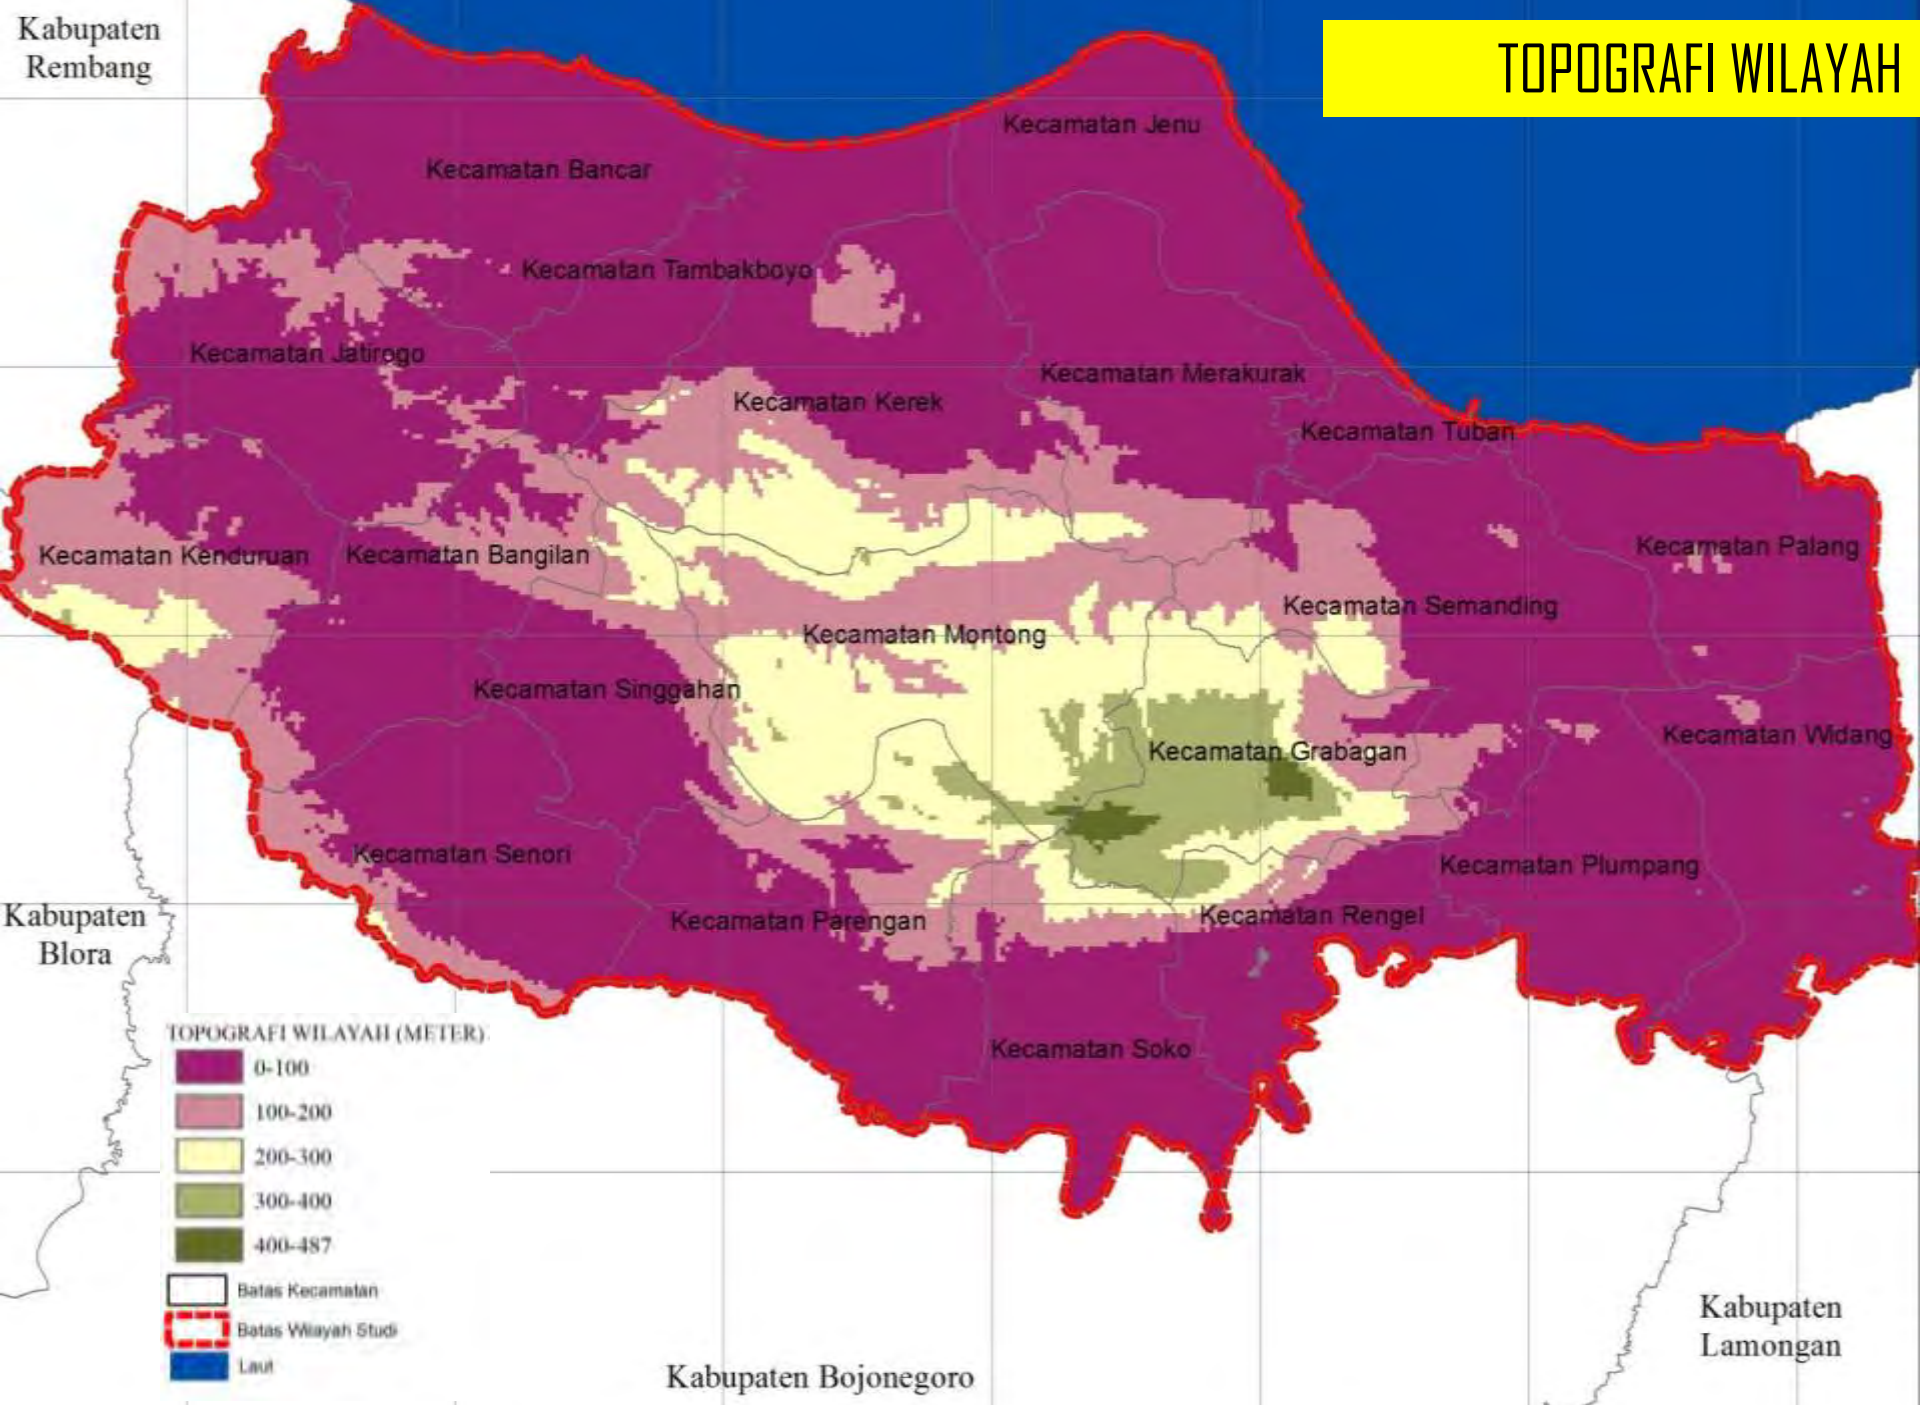 Kabupaten
Rembang
TOPOGRAFI WILAYAH
Kecamatan Jenu
Kecamatan Bancar
Kecamatan Tambakboyo
Kecamatan Jatirogo
Kecamatan Merakurak
Kecamatan Kerek
Kecamatan Tuban
Kecamatan Palang
Kecamatan Kenduruan
Kecamatan Bangilan
Kecamatan Semanding
Kecamatan Montong
Kecamatan Singgahan
Kecamatan Widang
Kecamatan Grabagan
Kecamatan Senori
Kecamatan Plumpang
Kecamatan Parengan
Kecamatan Rengel
Kabupaten
Blora
Kecamatan Soko
TOPOGRAFI WILAYAH (METER)
0-100
100-200
200-300
300-400
400-487
Batas Kecamatan
Batas Wilayah Studi
Laut
Kabupaten Bojonegoro
Kabupaten
Lamongan